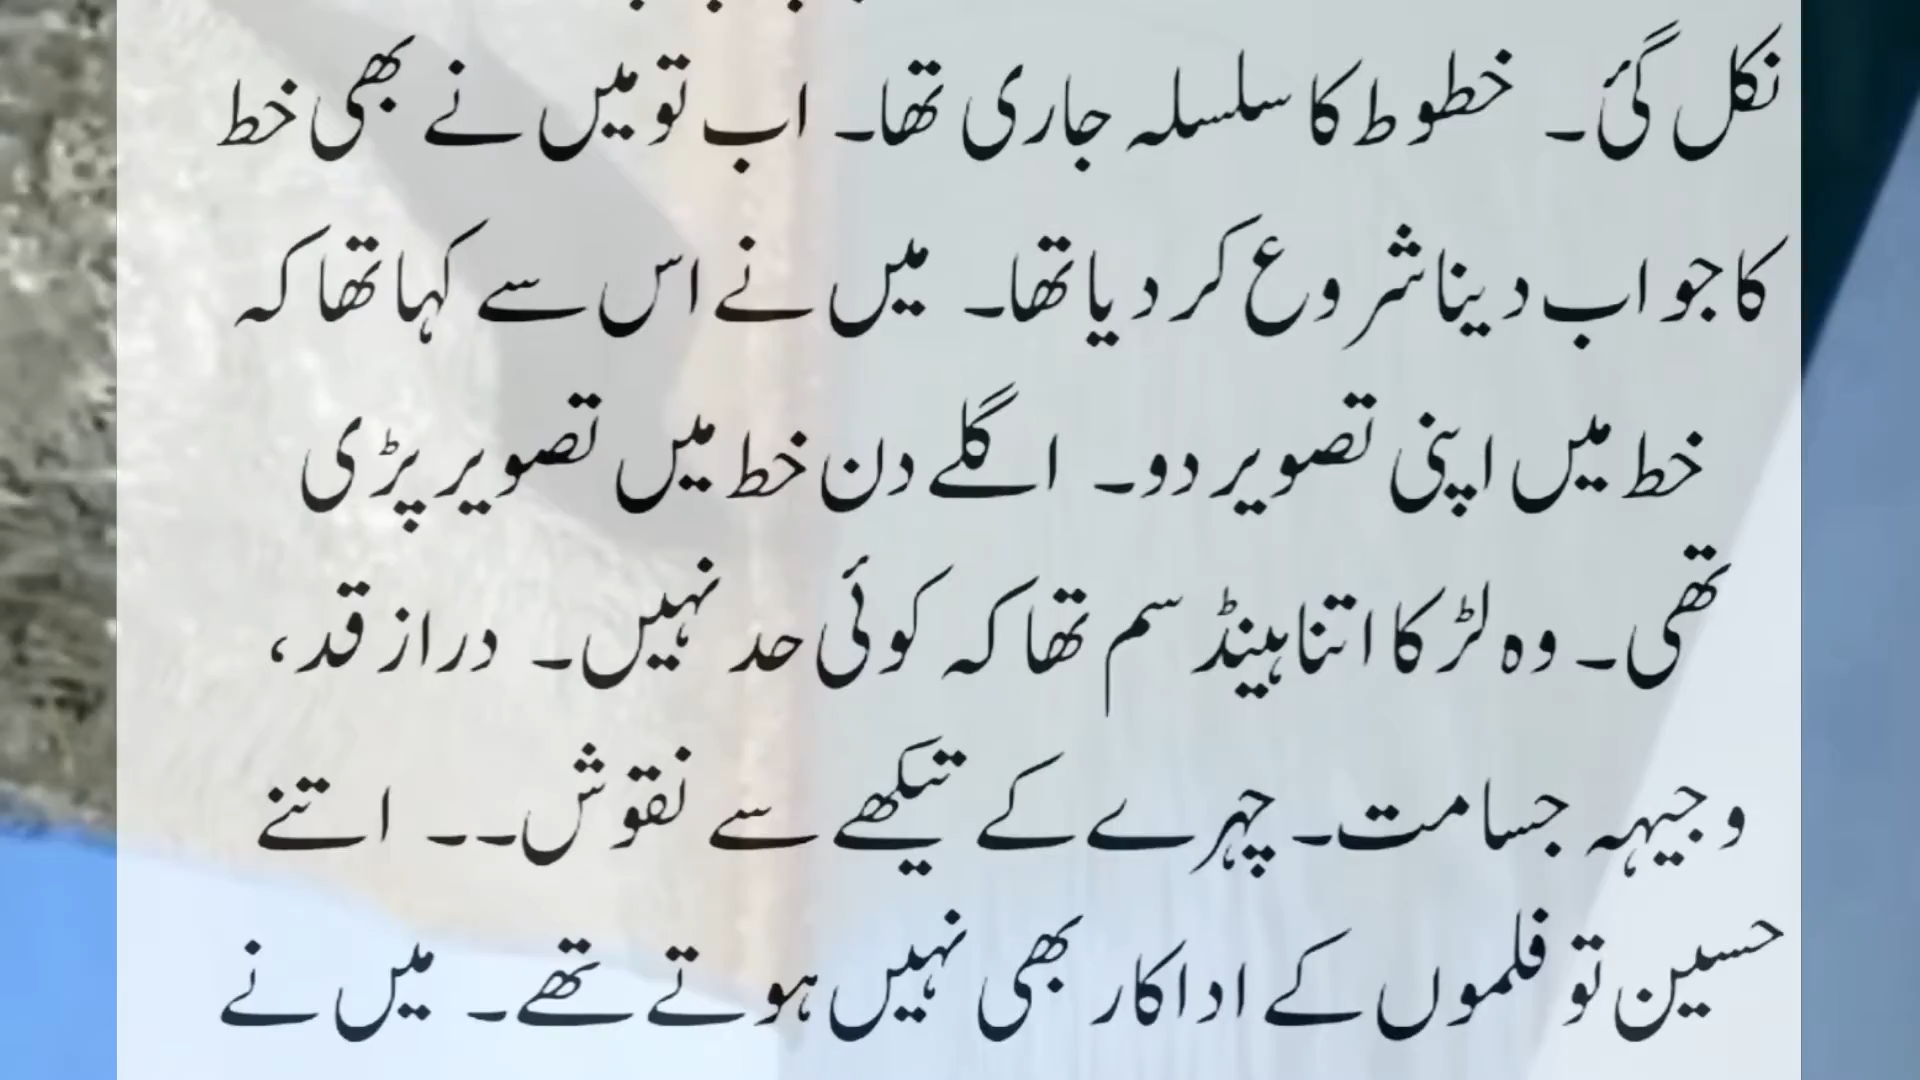 نکل گئ۔ خطوط کا سلسلہ جاری تھا۔ اب تو میں نے بھی خط
کا جواب دینا شروع کر دیا تھا۔ میں نے اس سے کہا تھا کہ
خط میں اپنی تصویر دو۔ اگلے دن خط میں تصویر پڑی
تھی۔ وہ لڑکا اتنا ہینڈ سم تھا کہ کوئی حد نہیں۔ دراز قد،
وجیہہ جسامت۔ چہرے کے تیکھے سے نقوش۔۔ اتنے
حسین تو فلموں کے اداکار بھی نہیں ہوتے تھے۔ میں نے